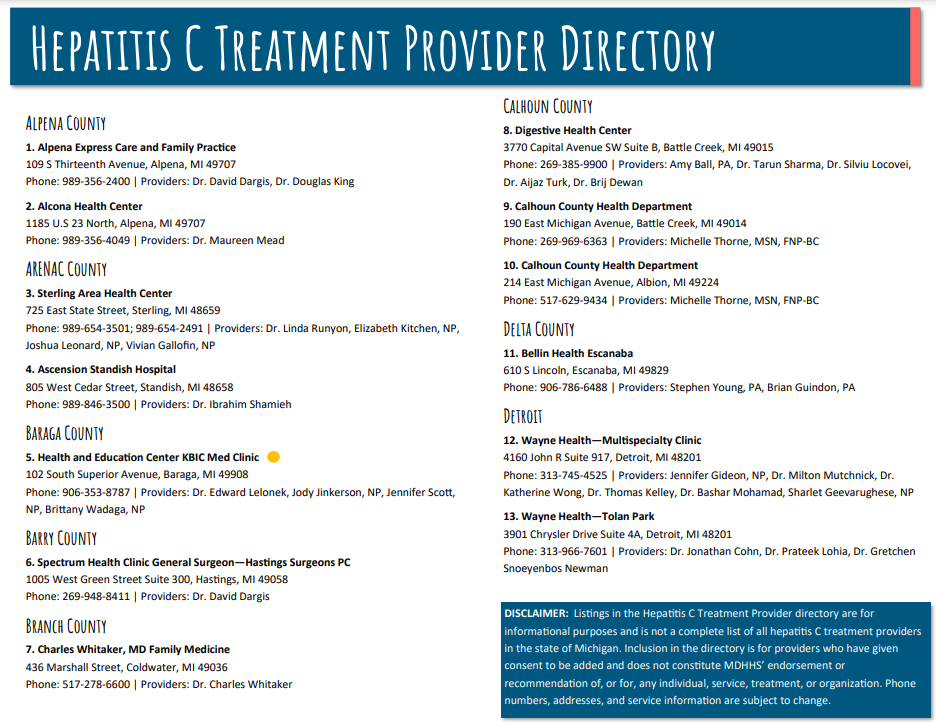 Hepatitis C Treatment Provider Directory
Alpena County
1. Alpena Express Care and Family Practice
109 S Thirteenth Avenue, Alpena, MI 49707
Phone: 989-356-2400 | Providers: Dr. David Dargis, Dr. Douglas King
2. Alcona Health Center
1185 U.S 23 North, Alpena, MI 49707
Phone: 989-356-4049 | Providers: Dr. Maureen Mead
ARENAC County
3. Sterling Area Health Center
725 East State Street, Sterling, MI 48659
Phone: 989-654-3501; 989-654-2491 | Providers: Dr. Linda Runyon, Elizabeth Kitchen, NP,
Joshua Leonard, NP, Vivian Gallofin, NP
4. Ascension Standish Hospital
805 West Cedar Street, Standish, MI 48658
Phone: 989-846-3500 | Providers: Dr. Ibrahim Shamieh
Baraga County
5. Health and Education Center KBIC Med Clinic
102 South Superior Avenue, Baraga, MI 49908
Phone: 906-353-8787 | Providers: Dr. Edward Lelonek, Jody Jinkerson, NP, Jennifer Scott,
NP, Brittany Wadaga, NP
Barry County
6. Spectrum Health Clinic General Surgeon—Hastings Surgeons PC
1005 West Green Street Suite 300, Hastings, MI 49058
Phone: 269-948-8411 | Providers: Dr. David Dargis
Branch County
7. Charles Whitaker, MD Family Medicine
436 Marshall Street, Coldwater, MI 49036
Phone: 517-278-6600 | Providers: Dr. Charles Whitaker
Calhoun County
8. Digestive Health Center
3770 Capital Avenue SW Suite B, Battle Creek, MI 49015
Phone: 269-385-9900 | Providers: Amy Ball, PA, Dr. Tarun Sharma, Dr. Silviu Locovei,
Dr. Aijaz Turk, Dr. Brij Dewan
9. Calhoun County Health Department
190 East Michigan Avenue, Battle Creek, MI 49014
Phone: 269-969-6363 | Providers: Michelle Thorne, MSN, FNP-BC
10. Calhoun County Health Department
214 East Michigan Avenue, Albion, MI 49224
Phone: 517-629-9434 | Providers: Michelle Thorne, MSN, FNP-BC
Delta County
11. Bellin Health Escanaba
610 S Lincoln, Escanaba, MI 49829
Phone: 906-786-6488 | Providers: Stephen Young, PA, Brian Guindon, PA
Detroit
12. Wayne Health—Multispecialty Clinic
4160 John R Suite 917, Detroit, MI 48201
Phone: 313-745-4525 | Providers: Jennifer Gideon, NP, Dr. Milton Mutchnick, Dr.
Katherine Wong, Dr. Thomas Kelley, Dr. Bashar Mohamad, Sharlet Geevarughese, NP
13. Wayne Health—Tolan Park
3901 Chrysler Drive Suite 4A, Detroit, MI 48201
Phone: 313-966-7601 | Providers: Dr. Jonathan Cohn, Dr. Prateek Lohia, Dr. Gretchen
Snoeyenbos Newman
DISCLAIMER: Listings in the Hepatitis C Treatment Provider directory are for
informational purposes and is not a complete list of all hepatitis C treatment providers
in the state of Michigan. Inclusion in the directory is for providers who have given
consent to be added and does not constitute MDHHS' endorsement or
recommendation of, or for, any individual, service, treatment, or organization. Phone
numbers, addresses, and service information are subject to change.